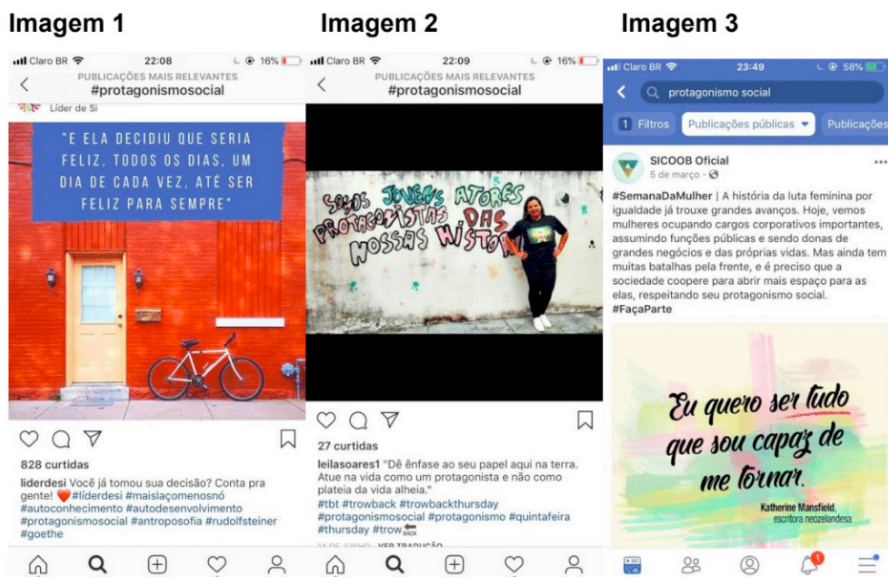 Imagem 1
Claro BR 22:08 16%
PUBLICAÇÕES MAIS RELEVANTES
#protagonismosocial
Líder de Si
"E ELA DECIDIU QUE SERIA
FELIZ, TODOS OS DIAS, UM
DIA DE CADA VEZ, ATÉ SER
FELIZ PARA SEMPRE"
828 curtidas
liderdesi Você já tomou sua decisão? Conta pra
gente! #líderdesi #maislaçomenosnó
#autoconhecimento #autodesenvolvimento
#protagonismosocial #antroposofia #rudolfsteiner
#goethe
Imagem 2
Claro BR 22:09 16%
PUBLICAÇÕES MAIS RELEVANTES
#protagonismosocial
SOMOS JOVENS ATORES
PROTAGONISTAS DAS
NOSSAS HISTOR
27 curtidas
leilasoares1 "Dê ênfase ao seu papel aqui na terra.
Atue na vida como um protagonista e não como
plateia da vida alheia."
#tbt #trowback #trowbackthursday
#protagonismosocial #protagonismo #quintafeira
#thursday #trow BACK
VER TRADUÇÃO
Imagem 3
Claro BR 23:49 58%
protagonismo social
1 Filtros Publicações públicas Publicações
SICOOB Oficial
5 de março
#SemanaDaMulher | A história da luta feminina por
igualdade já trouxe grandes avanços. Hoje, vemos
mulheres ocupando cargos corporativos importantes,
assumindo funções públicas e sendo donas de
grandes negócios e das próprias vidas. Mas ainda tem
muitas batalhas pela frente, e é preciso que a
sociedade coopere para abrir mais espaço para as
elas, respeitando seu protagonismo social.
#FaçaParte
Eu quero ser tudo
que sou capaz de
me tornar.
Katherine Mansfield,
escritora neozelandesa
1